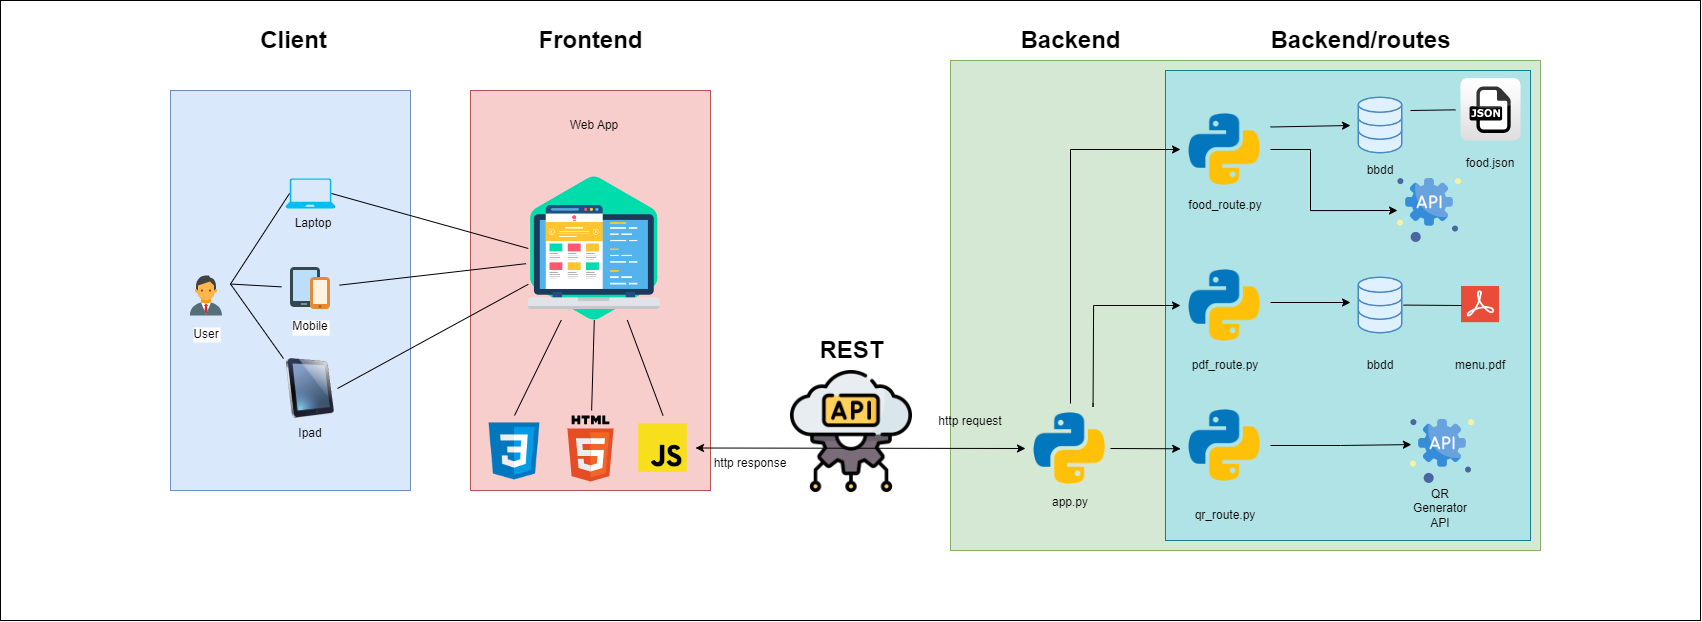 Client
Frontend
Backend
Backend/routes
Web App
Laptop
Mobile
User
Ipad
HTML
5
3
JS
REST
API
http response
http request
app.py
food_route.py
bbdd
JSON
food.json
API
pdf_route.py
bbdd
menu.pdf
qr_route.py
API
QR
Generator
API